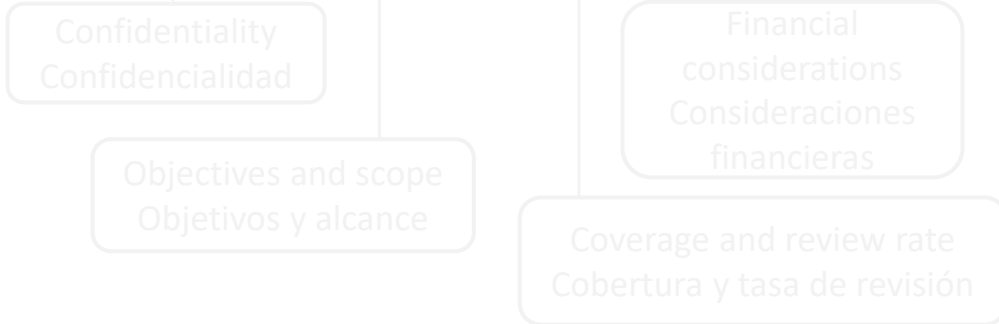 Confidentiality
Confidencialidad
Financial
considerations
Consideraciones
financieras
Objectives and scope
Objetivos y alcance
Coverage and review rate
Cobertura y tasa de revisión